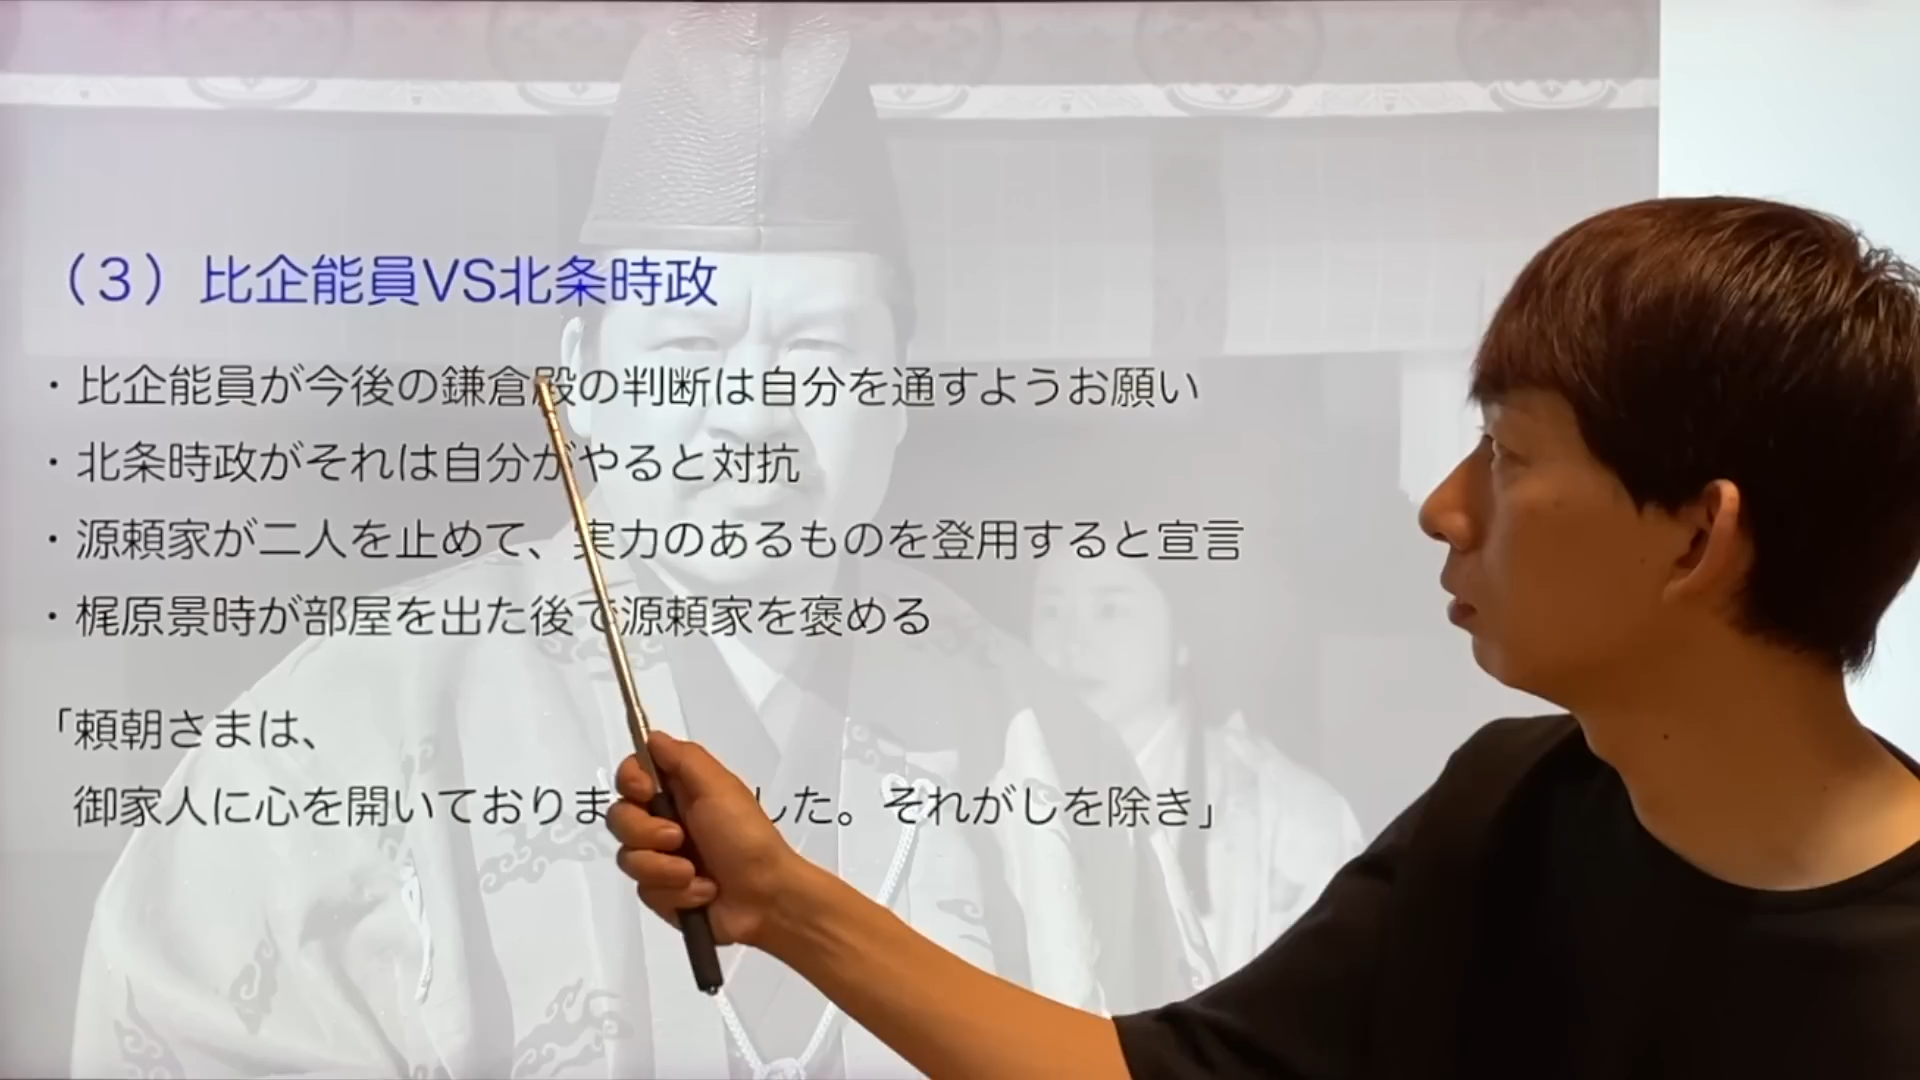 （３）比企能員VS北条時政
・比企能員が今後の鎌倉殿の判断は自分を通すようお願い
・北条時政がそれは自分がやると対抗
・源頼家が二人を止めて、実力のあるものを登用すると宣言
・梶原景時が部屋を出た後で源頼家を褒める
「頼朝さまは、
御家人に心を開いておりま した。それがしを除き」